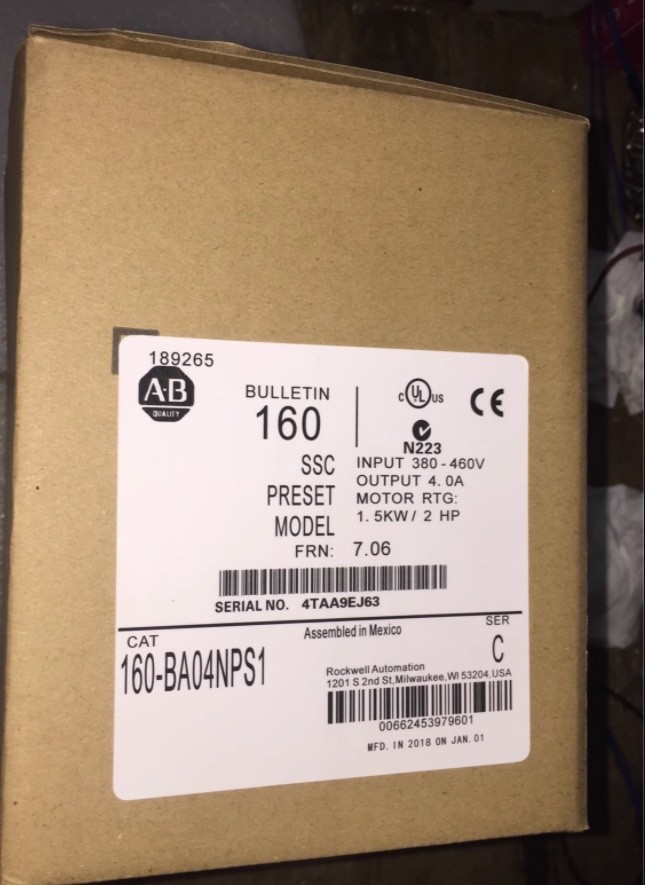 189265
A·B
QUALITY
BULLETIN
160
SSC
PRESET
MODEL
FRN: 7.06
C UL US
CE
N223
INPUT 380-460V
OUTPUT 4.0A
MOTOR RTG:
1.5KW/ 2 HP
SERIAL NO. 4TAA9EJ63
Assembled in Mexico
CAT
160-BA04NPS1
SER
C
Rockwell Automation
1201 S 2nd St,Milwaukee,WI 53204,USA
00662453979601
MFD. IN 2018 ON JAN. 01